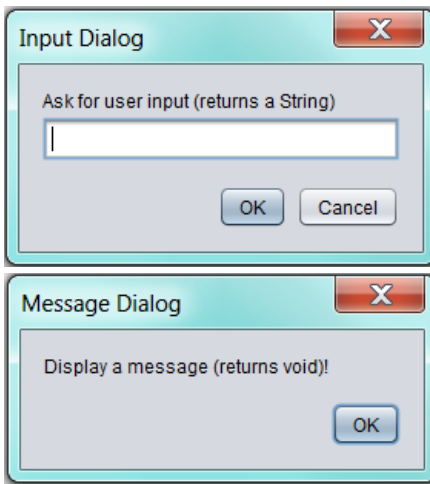 Input Dialog
Ask for user input (returns a String)
OK Cancel
Message Dialog
Display a message (returns void)!
OK